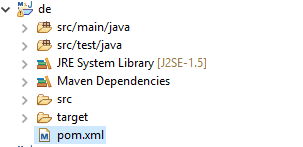 de
src/main/java
src/test/java
JRE System Library [J2SE-1.5]
Maven Dependencies
src
target
pom.xml